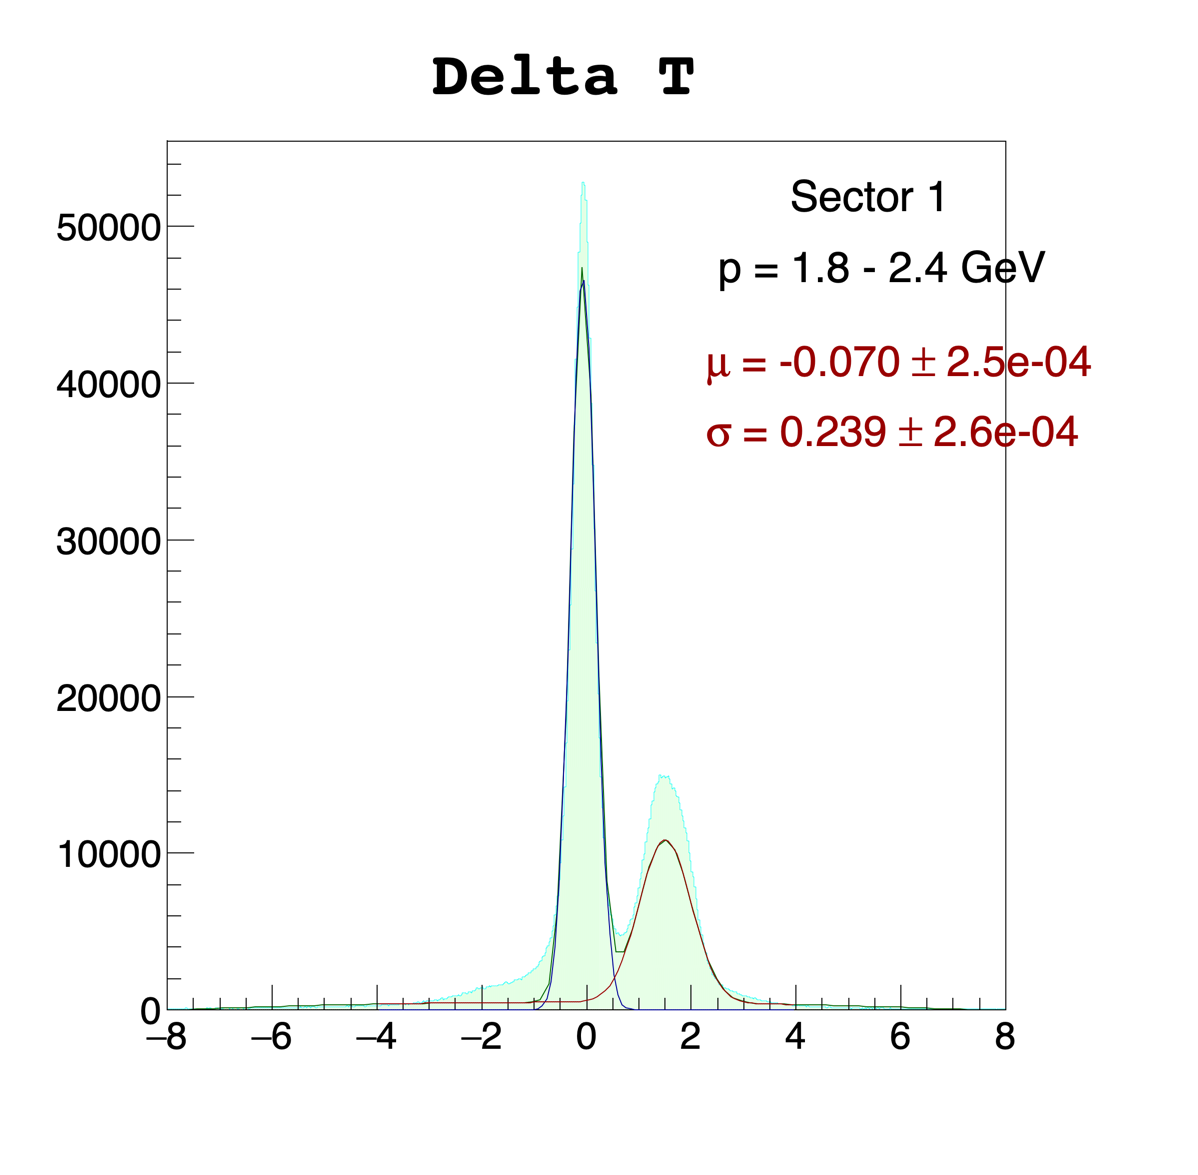 Delta T
Sector 1
p = 1.8 - 2.4 GeV
μ = -0.070 ± 2.5e-04
σ = 0.239 ± 2.6e-04
50000
40000
30000
20000
10000
0
−8 −6 −4 −2 0 2 4 6 8